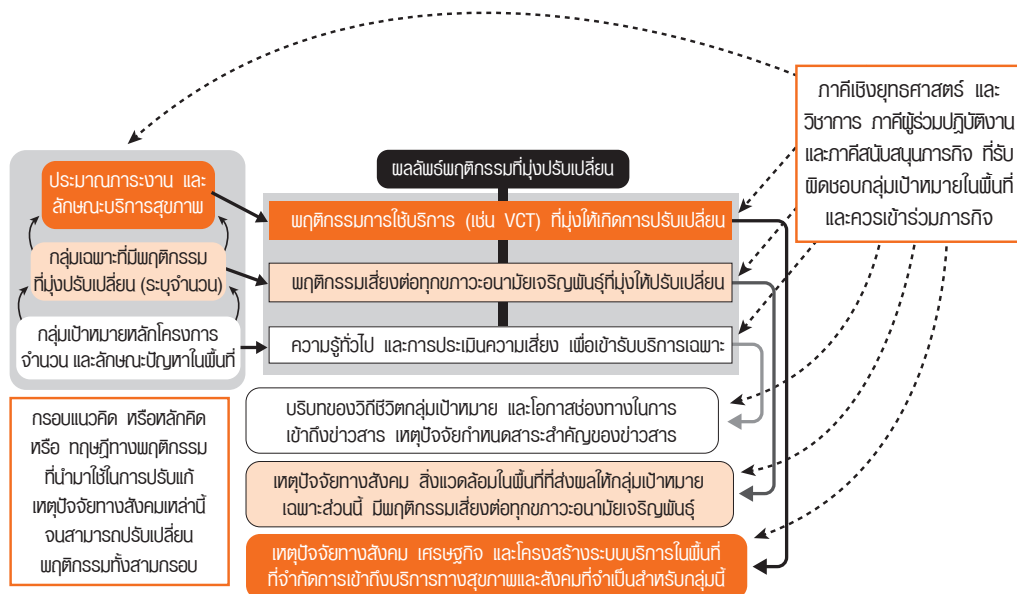 ภาคีเชิงยุทธศาสตร์ และ
วิชาการ ภาคีผู้ร่วมปฏิบัติงาน
และภาคีสนับสนุนภารกิจ ที่รับ
ผิดชอบกลุ่มเป้าหมายในพื้นที่
และควรเข้าร่วมภารกิจ
ผลลัพธ์พฤติกรรมที่มุ่งปรับเปลี่ยน
ประมาณภาระงาน และ
ลักษณะบริการสุขภาพ
พฤติกรรมการใช้บริการ (เช่น VCT) ที่มุ่งให้เกิดการปรับเปลี่ยน
กลุ่มเฉพาะที่มีพฤติกรรม
ที่มุ่งปรับเปลี่ยน (ระบุจำนวน)
พฤติกรรมเสี่ยงต่อทุกขภาวะอนามัยเจริญพันธุ์ที่มุ่งให้ปรับเปลี่ยน
กลุ่มเป้าหมายหลักโครงการ
จำนวน และลักษณะปัญหาในพื้นที่
ความรู้ทั่วไป และการประเมินความเสี่ยง เพื่อเข้ารับบริการเฉพาะ
บริบทของวิถีชีวิตกลุ่มเป้าหมาย และโอกาสช่องทางในการ
เข้าถึงข่าวสาร เหตุปัจจัยกำหนดสาระสำคัญของข่าวสาร
เหตุปัจจัยทางสังคม สิ่งแวดล้อมในพื้นที่ที่ส่งผลให้กลุ่มเป้าหมาย
เฉพาะส่วนนี้ มีพฤติกรรมเสี่ยงต่อทุกขภาวะอนามัยเจริญพันธุ์
เหตุปัจจัยทางสังคม เศรษฐกิจ และโครงสร้างระบบบริการในพื้นที่
ที่จำกัดการเข้าถึงบริการทางสุขภาพและสังคมที่จำเป็นสำหรับกลุ่มนี้
กรอบแนวคิด หรือหลักคิด
หรือ ทฤษฎีทางพฤติกรรม
ที่นำมาใช้ในการปรับแก้
เหตุปัจจัยทางสังคมเหล่านี้
จนสามารถปรับเปลี่ยน
พฤติกรรมทั้งสามกรอบ